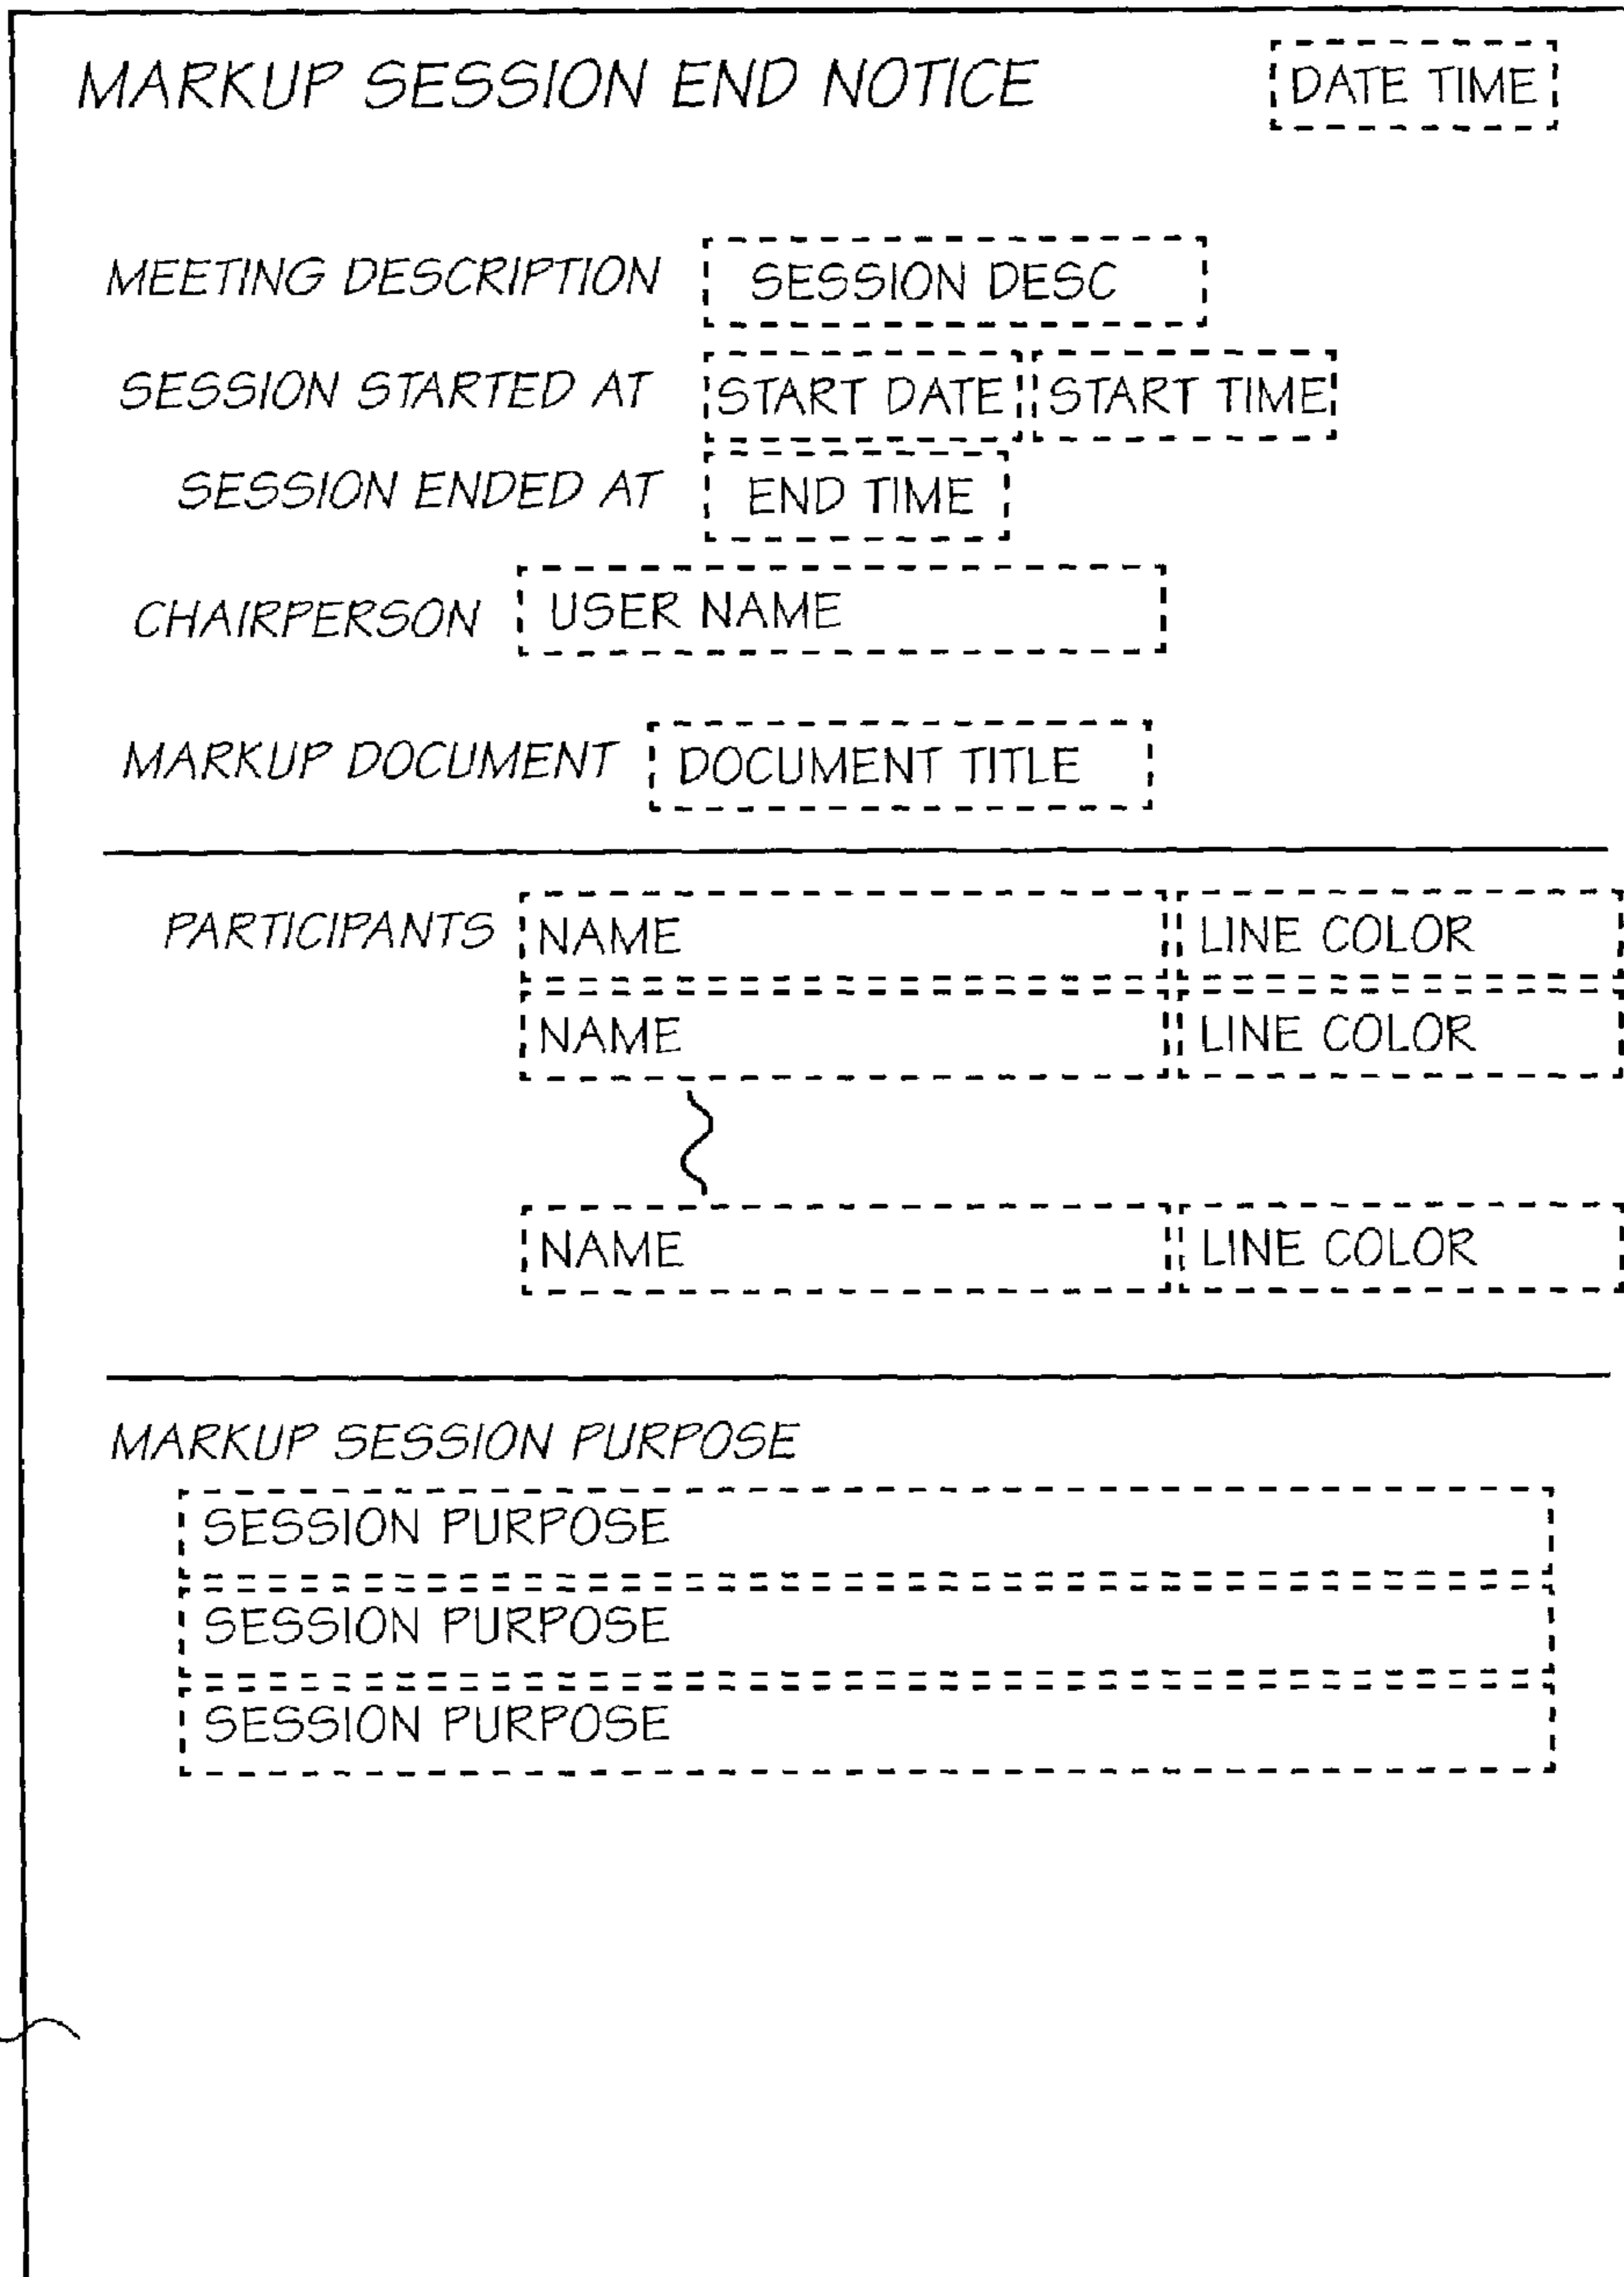 MARKUP SESSION END NOTICE DATE TIME
MEETING DESCRIPTION SESSION DESC
SESSION STARTED AT START DATE START TIME
SESSION ENDED AT END TIME
CHAIRPERSON USER NAME
MARKUP DOCUMENT DOCUMENT TITLE
PARTICIPANTS NAME LINE COLOR
NAME LINE COLOR
NAME LINE COLOR
MARKUP SESSION PURPOSE
SESSION PURPOSE
SESSION PURPOSE
SESSION PURPOSE